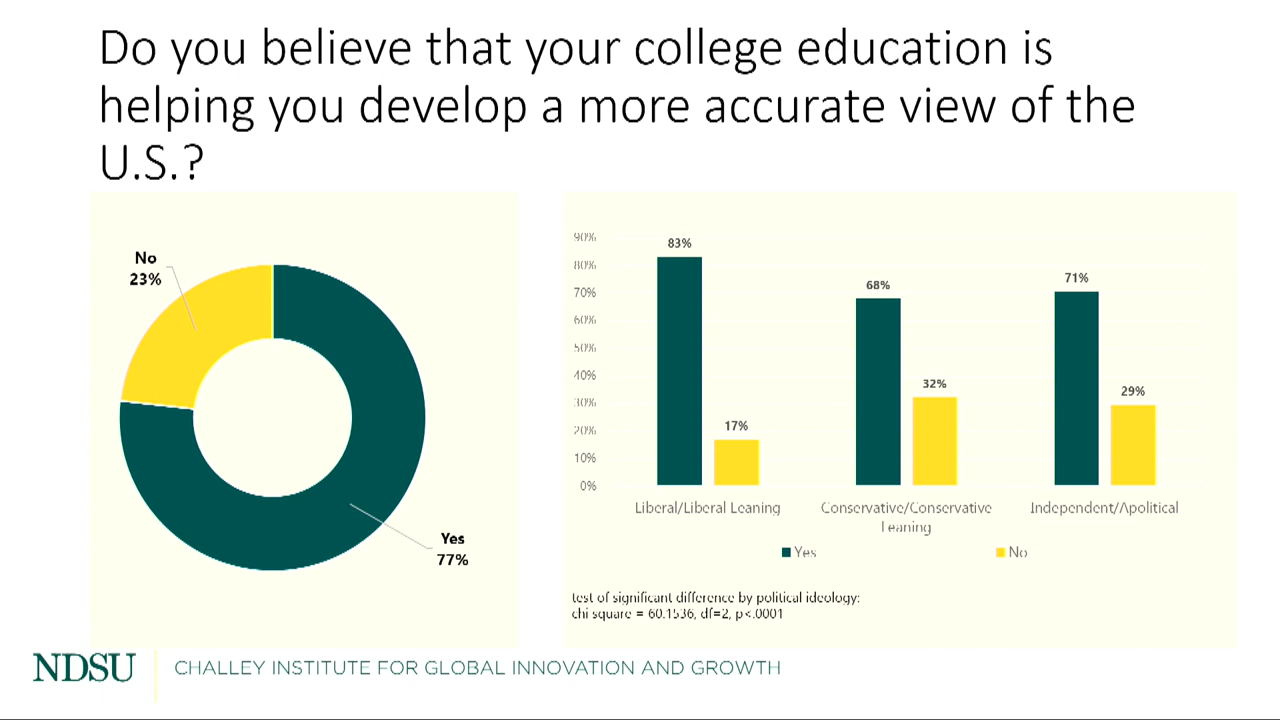 Do you believe that your college education is
helping you develop a more accurate view of the
U.S.?
No
23%
Yes
77%
90%
80%
70%
60%
50%
40%
30%
20%
10%
0%
83%
17%
68%
32%
71%
29%
Liberal/Liberal Leaning
Conservative/Conservative
Leaning
Independent/Apolitical
Yes
No
test of significant difference by political ideology:
chi square = 60.1536, df=2, p<.0001
NDSU
CHALLEY INSTITUTE FOR GLOBAL INNOVATION AND GROWTH